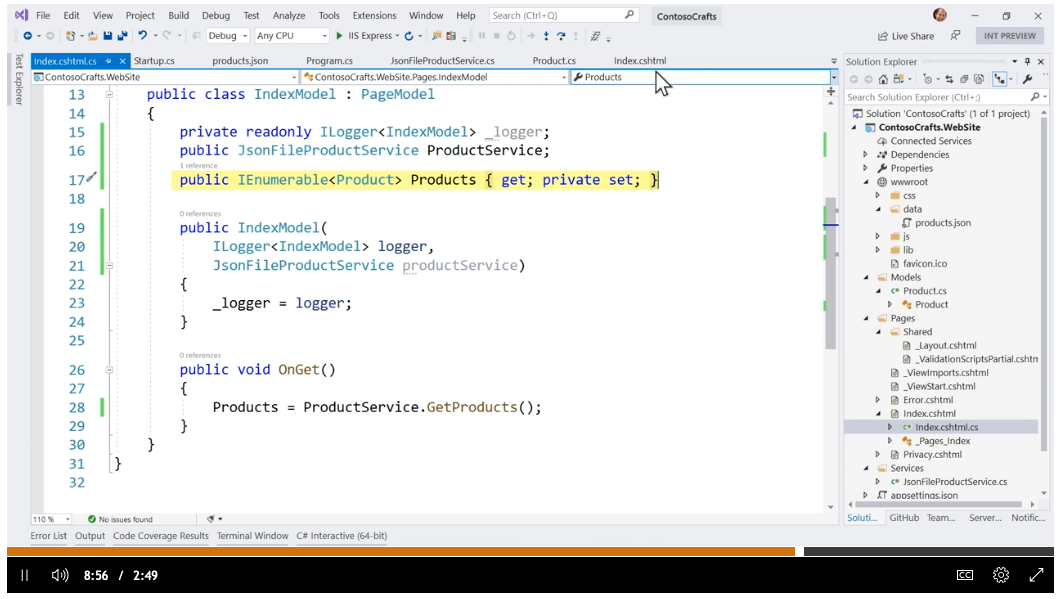 File Edit View Project Build Debug Test Analyze Tools Extensions Window Help Search (Ctrl+Q) ContosoCrafts
Debug Any CPU IIS Express Live Share INT PREVIEW
Test Explorer
Index.cshtml.cs Startup.cs products.json Program.cs JsonFileProductService.cs Product.cs Index.cshtml
ContosoCrafts.WebSite ContosoCrafts.WebSite.Pages.IndexModel Products
13 public class IndexModel : PageModel
14 {
15 private readonly ILogger<IndexModel> _logger;
16 public JsonFileProductService ProductService;
1 reference
17 public IEnumerable<Product> Products { get; private set; }
18
0 references
19 public IndexModel(
20 ILogger<IndexModel> logger,
21 JsonFileProductService productService)
22 {
23 _logger = logger;
24 }
25
0 references
26 public void OnGet()
27 {
28 Products = ProductService.GetProducts();
29 }
30 }
31 }
32
110 % No issues found
Error List Output Code Coverage Results Terminal Window C# Interactive (64-bit)
Solution Explorer
Search Solution Explorer (Ctrl+;)
Solution 'ContosoCrafts' (1 of 1 project)
ContosoCrafts.WebSite
Connected Services
Dependencies
Properties
wwwroot
css
data
products.json
js
lib
favicon.ico
Models
C# Product.cs
Product
Pages
Shared
_Layout.cshtml
_ValidationScriptsPartial.cshtm
_ViewImports.cshtml
_ViewStart.cshtml
Error.cshtml
Index.cshtml
C# Index.cshtml.cs
_Pages_Index
Privacy.cshtml
Services
C# JsonFileProductService.cs
appsettings.json
Soluti... GitHub Team... Server... Notific...
8:56 / 2:49 CC